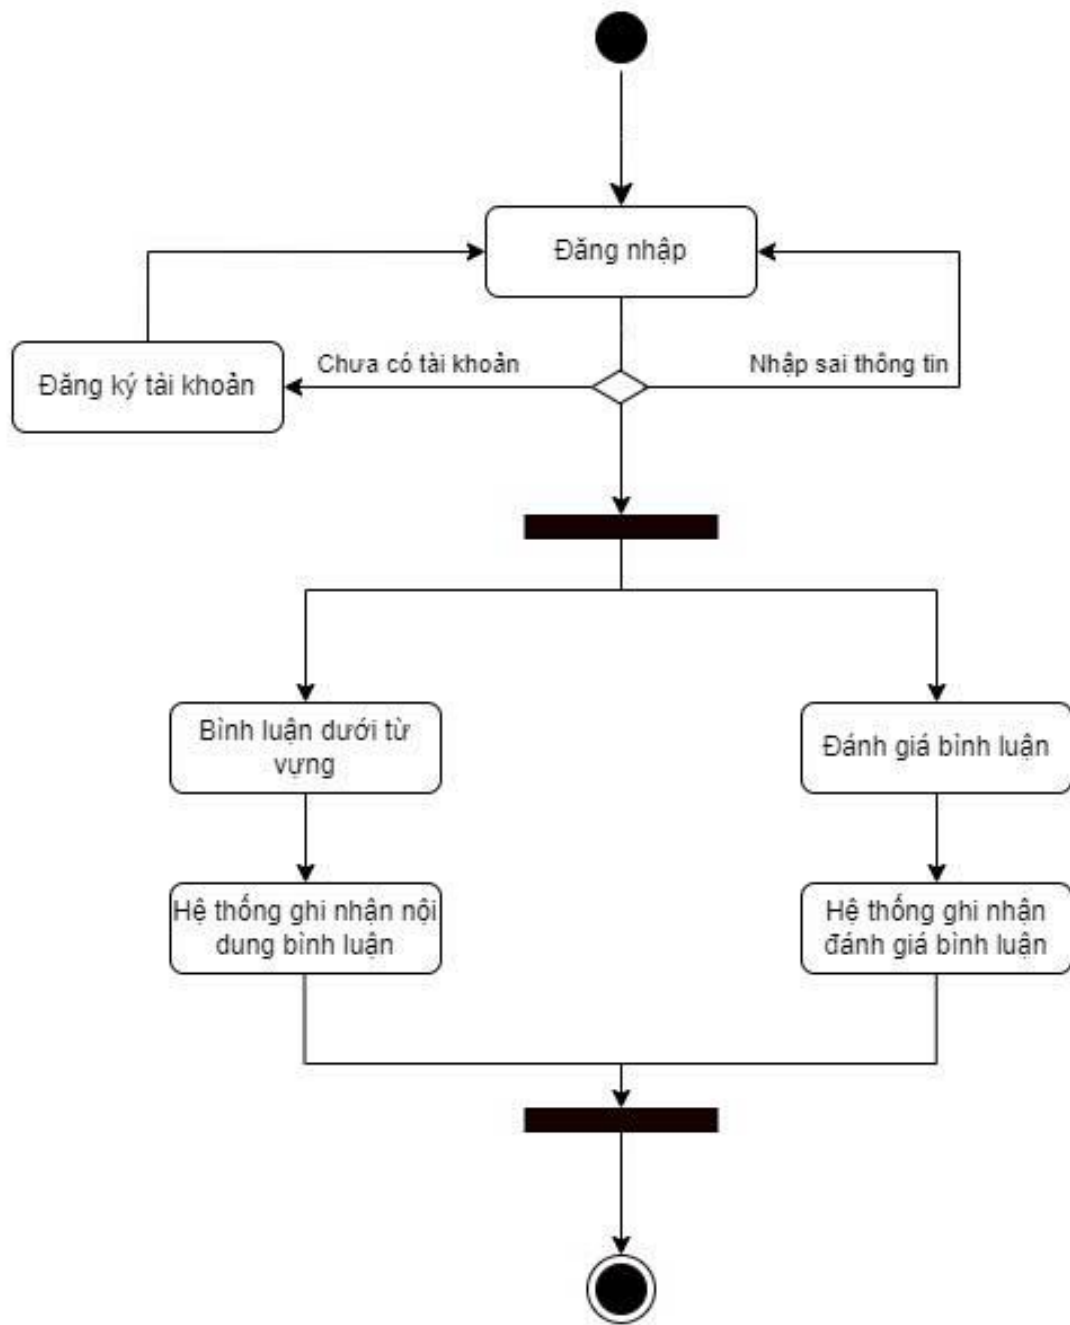 Đăng nhập
Chưa có tài khoản
Nhập sai thông tin
Đăng ký tài khoản
Bình luận dưới từ
vựng
Đánh giá bình luận
Hệ thống ghi nhận nội
dung bình luận
Hệ thống ghi nhận
đánh giá bình luận